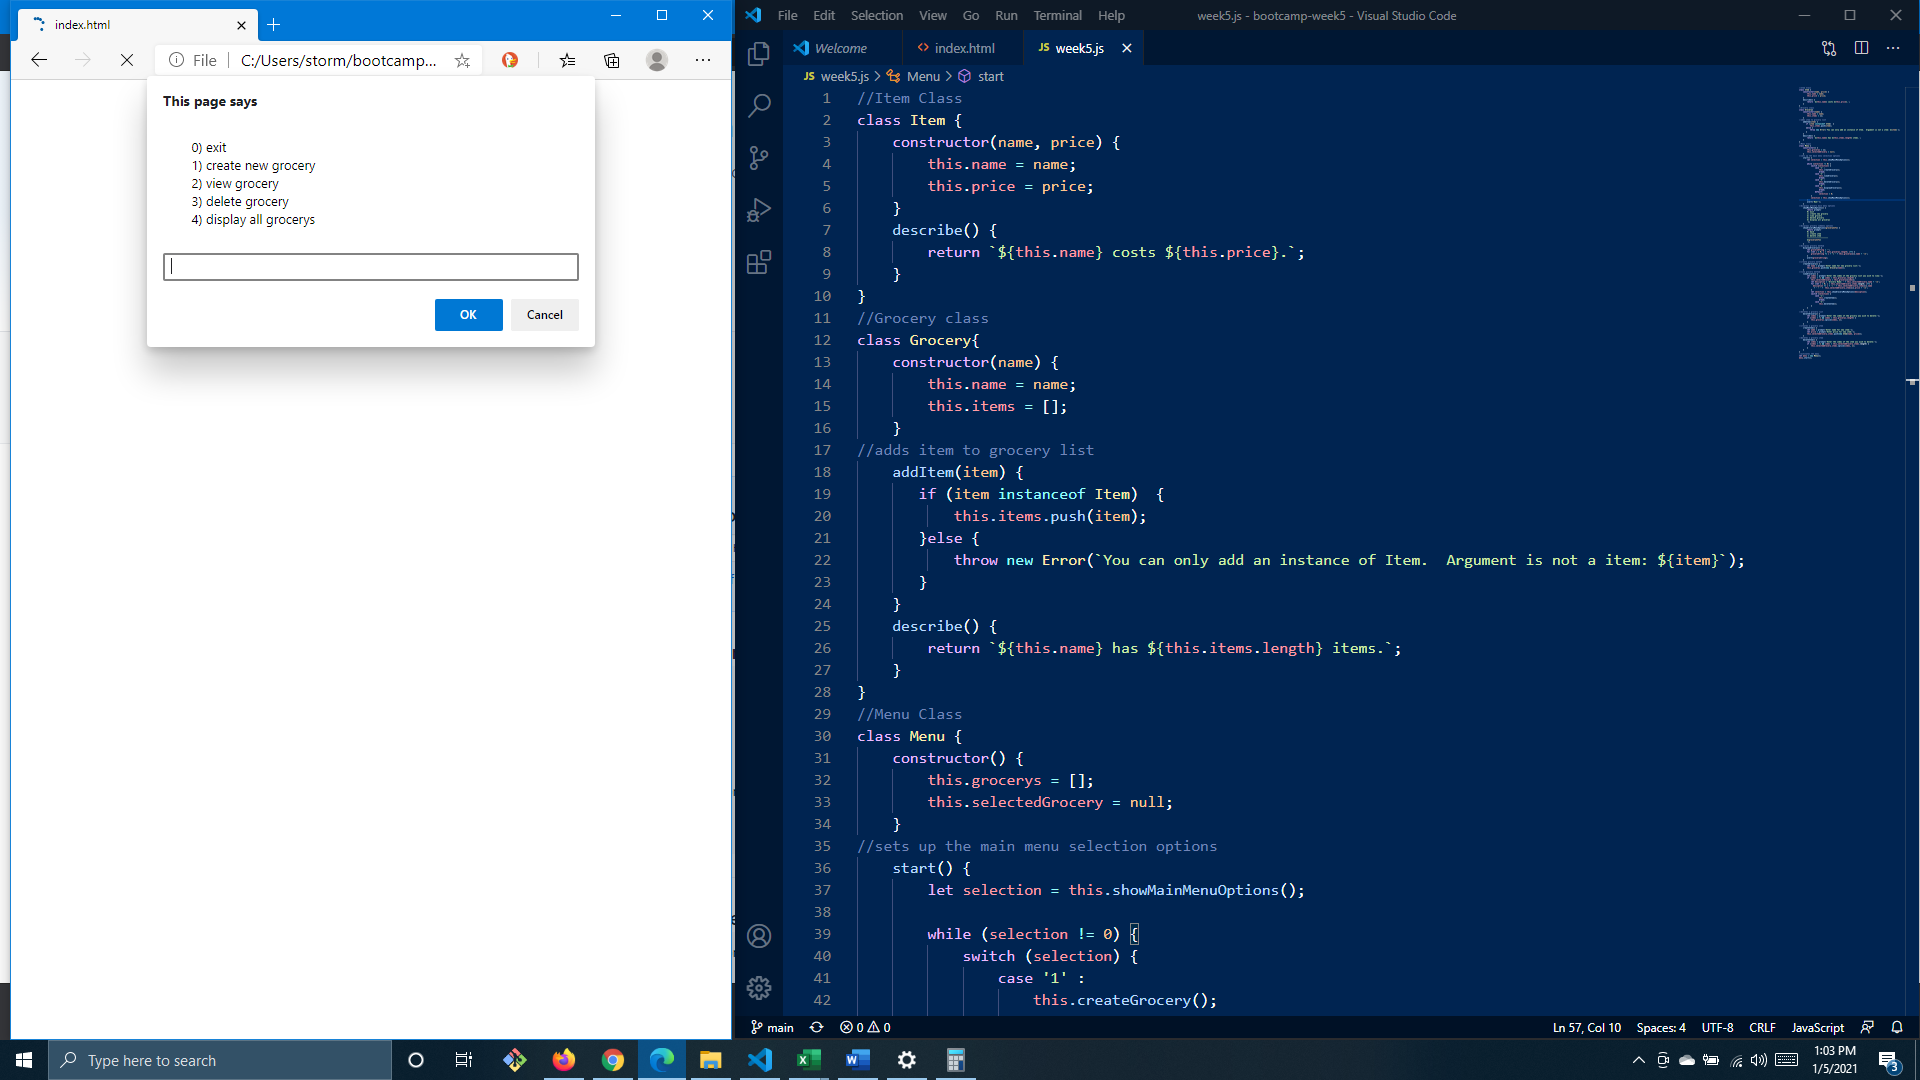 index.html
File
C:/Users/storm/bootcamp...
This page says
0) exit
1) create new grocery
2) view grocery
3) delete grocery
4) display all grocerys
OK
Cancel
File Edit Selection View Go Run Terminal Help
week5.js - bootcamp-week5 - Visual Studio Code
Welcome
<> index.html
JS week5.js
JS week5.js > Menu > start
1 //Item Class
2 class Item {
3 constructor(name, price) {
4 this.name = name;
5 this.price = price;
6 }
7 describe() {
8 return `${this.name} costs ${this.price}.`;
9 }
10 }
11 //Grocery class
12 class Grocery{
13 constructor(name) {
14 this.name = name;
15 this.items = [];
16 }
17 //adds item to grocery list
18 addItem(item) {
19 if (item instanceof Item)  {
20 this.items.push(item);
21 }else {
22 throw new Error(`You can only add an instance of Item.  Argument is not a item: ${item}`);
23 }
24 }
25 describe() {
26 return `${this.name} has ${this.items.length} items.`;
27 }
28 }
29 //Menu Class
30 class Menu {
31 constructor() {
32 this.grocerys = [];
33 this.selectedGrocery = null;
34 }
35 //sets up the main menu selection options
36 start() {
37 let selection = this.showMainMenuOptions();
38
39 while (selection != 0) {
40 switch (selection) {
41 case '1' :
42 this.createGrocery();
main
0 0
Ln 57, Col 10
Spaces: 4
UTF-8
CRLF
JavaScript
Type here to search
1:03 PM
1/5/2021
3